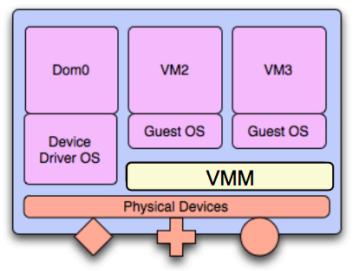 Dom0
VM2
VM3
Device
Driver OS
Guest OS
Guest OS
VMM
Physical Devices